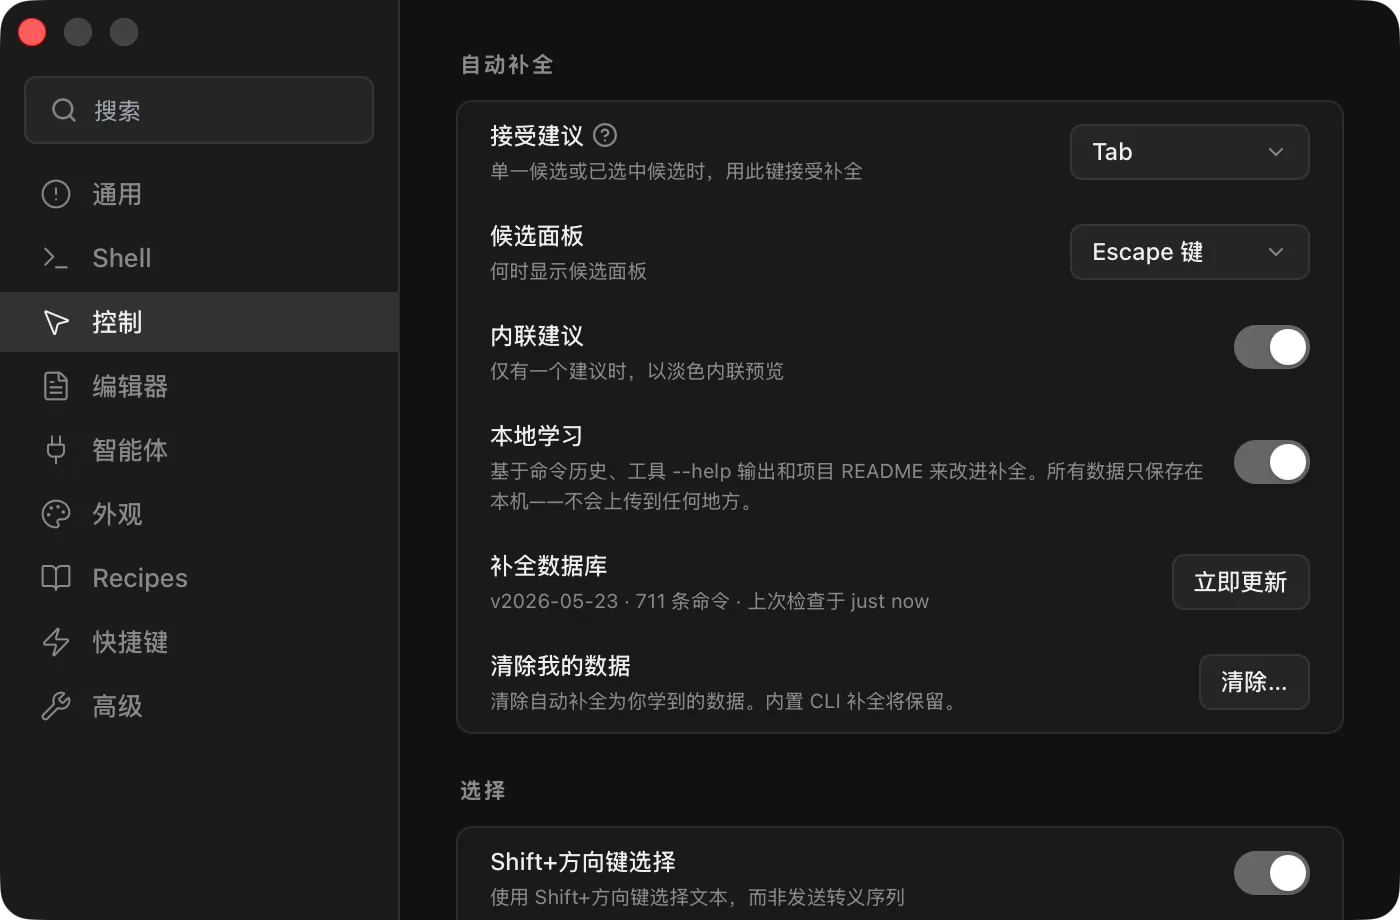 搜索
通用
Shell
控制
编辑器
智能体
外观
Recipes
快捷键
高级
自动补全
接受建议
单一候选或已选中候选时，用此键接受补全
Tab
候选面板
何时显示候选面板
Escape 键
内联建议
仅有一个建议时，以淡色内联预览
本地学习
基于命令历史、工具 --help 输出和项目 README 来改进补全。所有数据只保存在
本机——不会上传到任何地方。
补全数据库
v2026-05-23 · 711 条命令 · 上次检查于 just now
立即更新
清除我的数据
清除自动补全为你学到的数据。内置 CLI 补全将保留。
清除...
选择
Shift+方向键选择
使用 Shift+方向键选择文本，而非发送转义序列